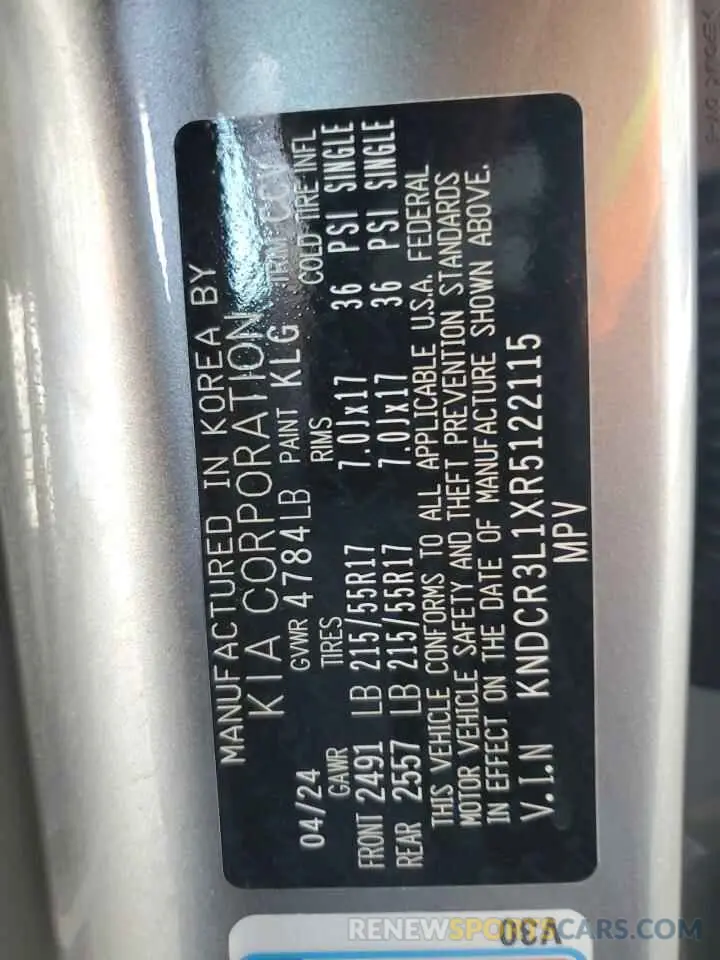 MANUFACTURED IN KOREA BY
KIA CORPORATION
04/24 GVWR 4784LB PAINT KLG TRM CCV
GAWR TIRES RIMS COLD TIRE INFL
FRONT 2491 LB 215/55R17 7.0Jx17 36 PSI SINGLE
REAR 2557 LB 215/55R17 7.0Jx17 36 PSI SINGLE
THIS VEHICLE CONFORMS TO ALL APPLICABLE U.S.A. FEDERAL
MOTOR VEHICLE SAFETY AND THEFT PREVENTION STANDARDS
IN EFFECT ON THE DATE OF MANUFACTURE SHOWN ABOVE.
V.I.N KNDCR3L1XR5122115
MPV
RENEWSPORTSCAR.COM